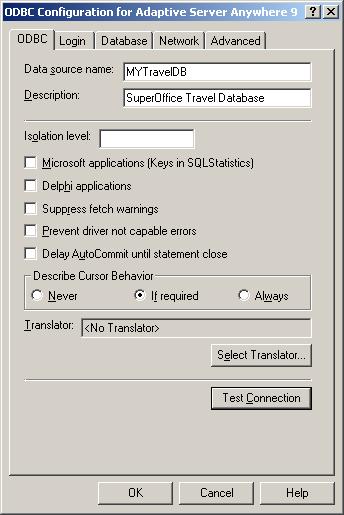 ODBC Configuration for Adaptive Server Anywhere 9 ? X
ODBC Login Database Network Advanced
Data source name: MYTravelDB
Description: SuperOffice Travel Database
Isolation level:
Microsoft applications (Keys in SQLStatistics)
Delphi applications
Suppress fetch warnings
Prevent driver not capable errors
Delay AutoCommit until statement close
Describe Cursor Behavior
Never If required Always
Translator: <No Translator>
Select Translator...
Test Connection
OK Cancel Help